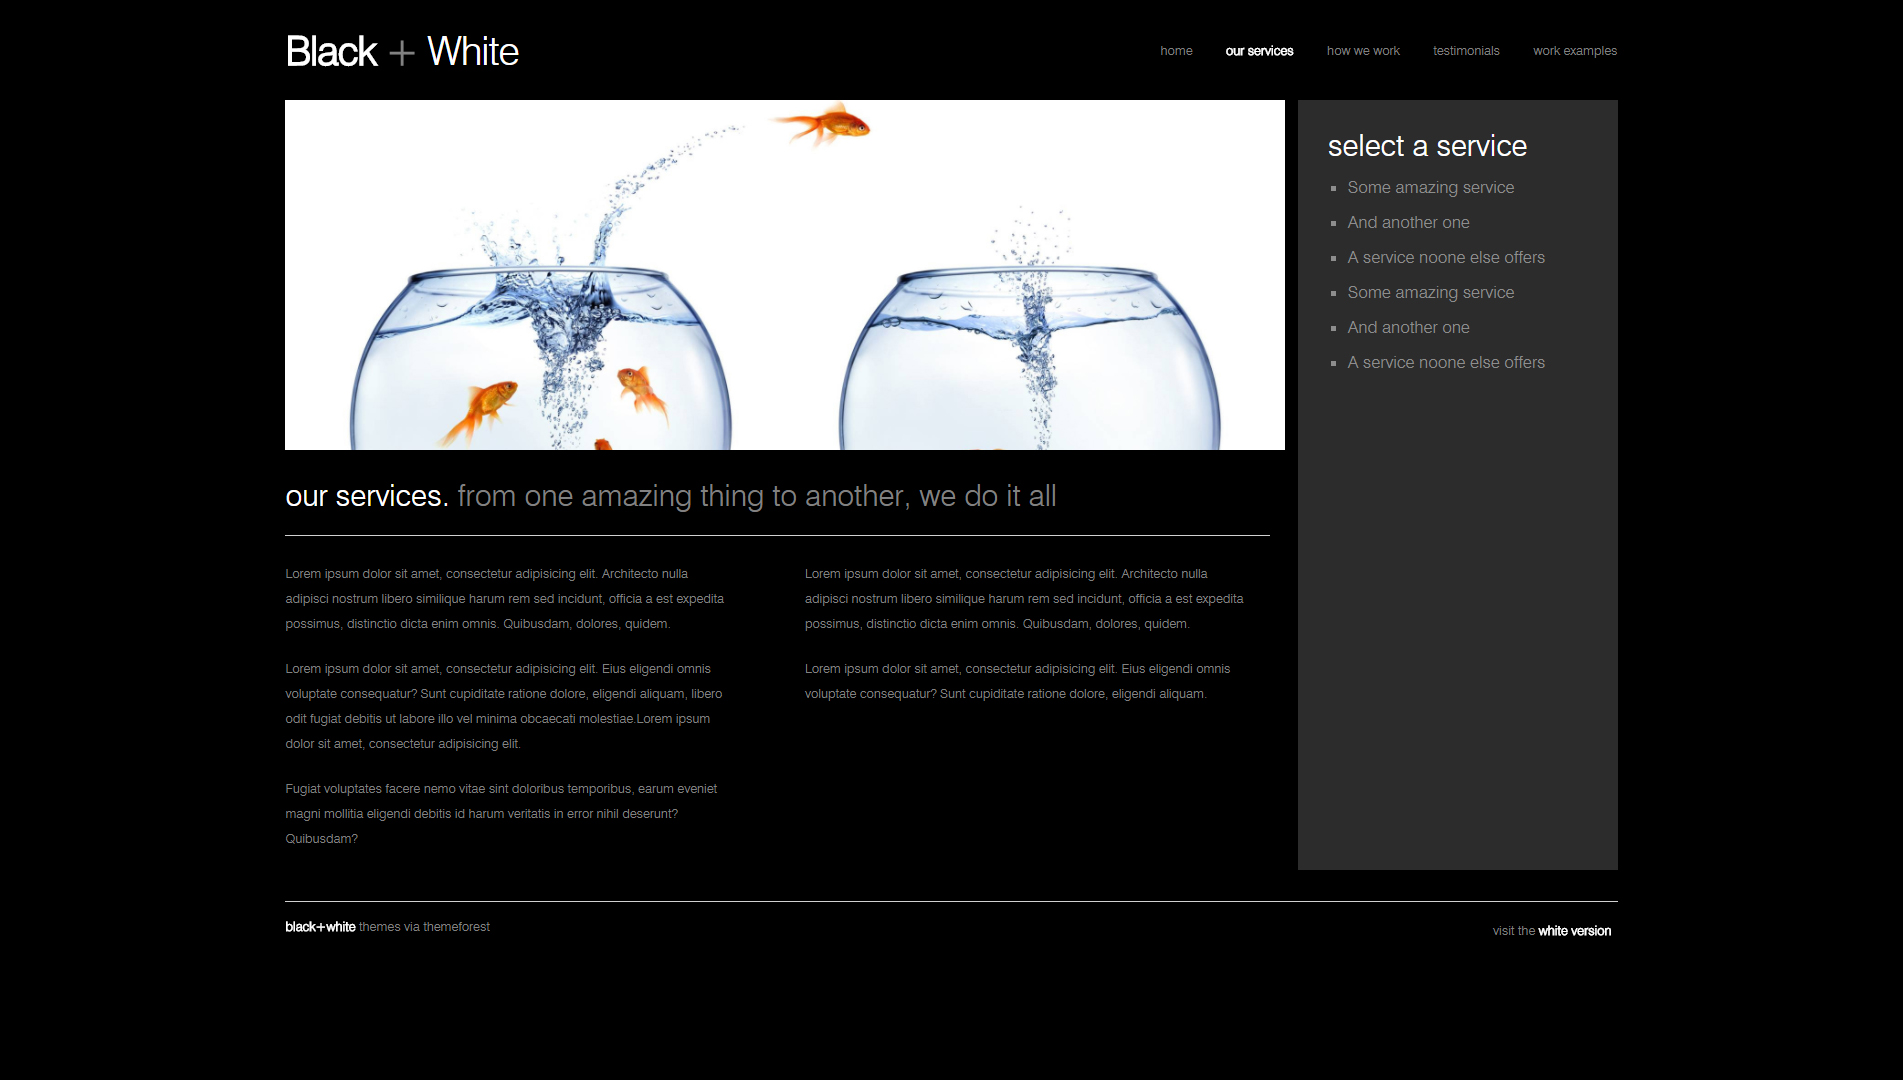 Black + White
home our services how we work testimonials work examples
select a service
Some amazing service
And another one
A service noone else offers
Some amazing service
And another one
A service noone else offers
our services. from one amazing thing to another, we do it all
Lorem ipsum dolor sit amet, consectetur adipisicing elit. Architecto nulla
adipisci nostrum libero similique harum rem sed incidunt, officia a est expedita
possimus, distinctio dicta enim omnis. Quibusdam, dolores, quidem.
Lorem ipsum dolor sit amet, consectetur adipisicing elit. Eius eligendi omnis
voluptate consequatur? Sunt cupiditate ratione dolore, eligendi aliquam, libero
odit fugiat debitis ut labore illo vel minima obcaecati molestiae.Lorem ipsum
dolor sit amet, consectetur adipisicing elit.
Fugiat voluptates facere nemo vitae sint doloribus temporibus, earum eveniet
magni mollitia eligendi debitis id harum veritatis in error nihil deserunt?
Quibusdam?
Lorem ipsum dolor sit amet, consectetur adipisicing elit. Architecto nulla
adipisci nostrum libero similique harum rem sed incidunt, officia a est expedita
possimus, distinctio dicta enim omnis. Quibusdam, dolores, quidem.
Lorem ipsum dolor sit amet, consectetur adipisicing elit. Eius eligendi omnis
voluptate consequatur? Sunt cupiditate ratione dolore, eligendi aliquam.
black+white themes via themeforest
visit the white version